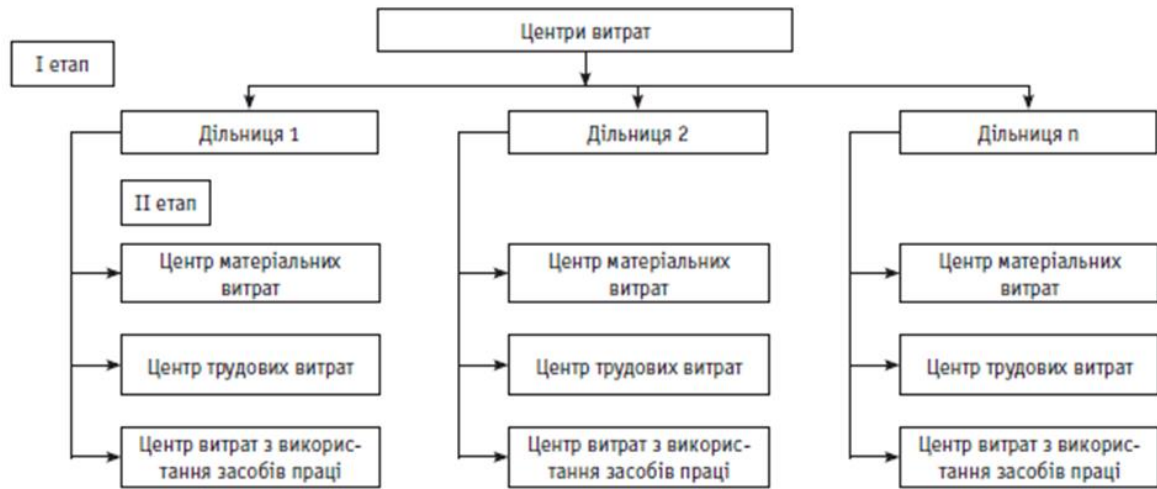 Центри витрат
I етап
Дільниця 1
Дільниця 2
Дільниця n
II етап
Центр матеріальних
витрат
Центр матеріальних
витрат
Центр матеріальних
витрат
Центр трудових витрат
Центр трудових витрат
Центр трудових витрат
Центр витрат з викорис-
тання засобів праці
Центр витрат з викорис-
тання засобів праці
Центр витрат з викорис-
тання засобів праці